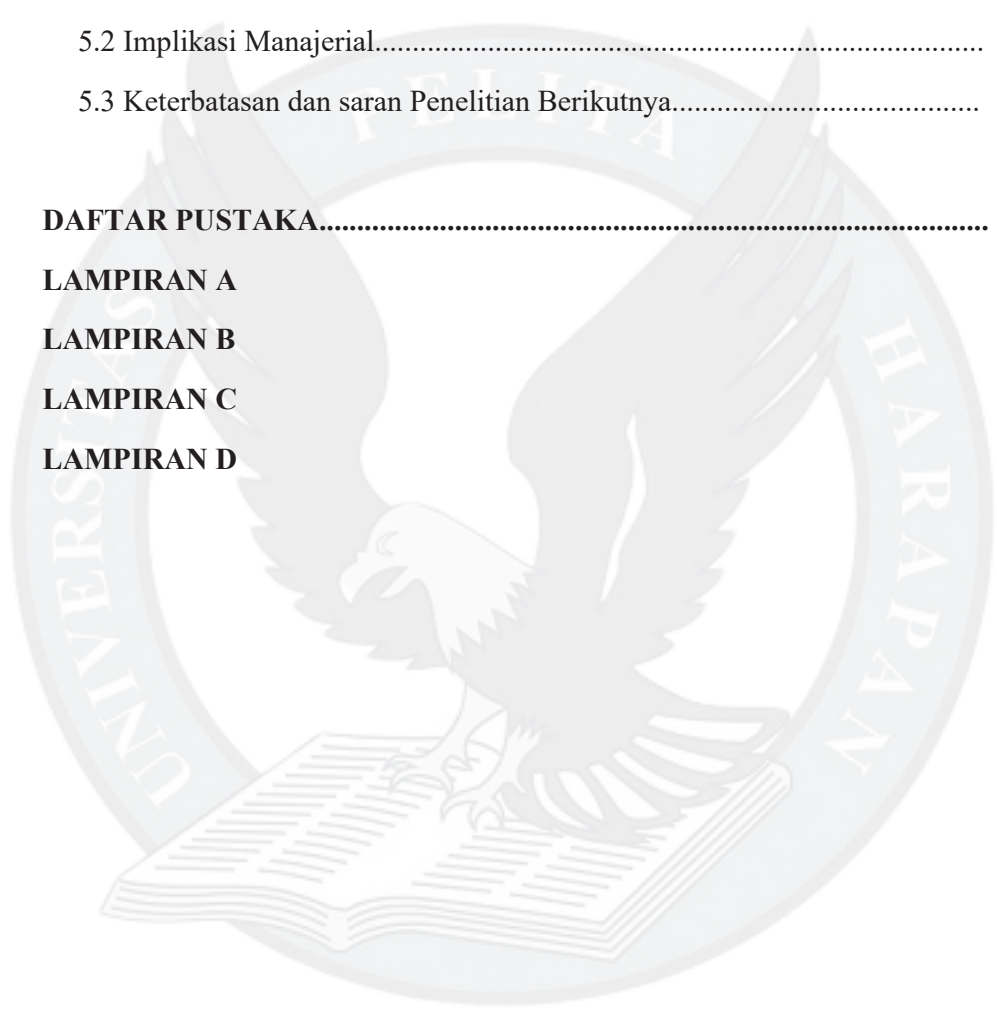 5.2 Implikasi Manajerial.................................................................................
5.3 Keterbatasan dan saran Penelitian Berikutnya.........................................
DAFTAR PUSTAKA.........................................................................................
LAMPIRAN A
LAMPIRAN B
LAMPIRAN C
LAMPIRAN D
UNIVERSITAS PELITA HARAPAN